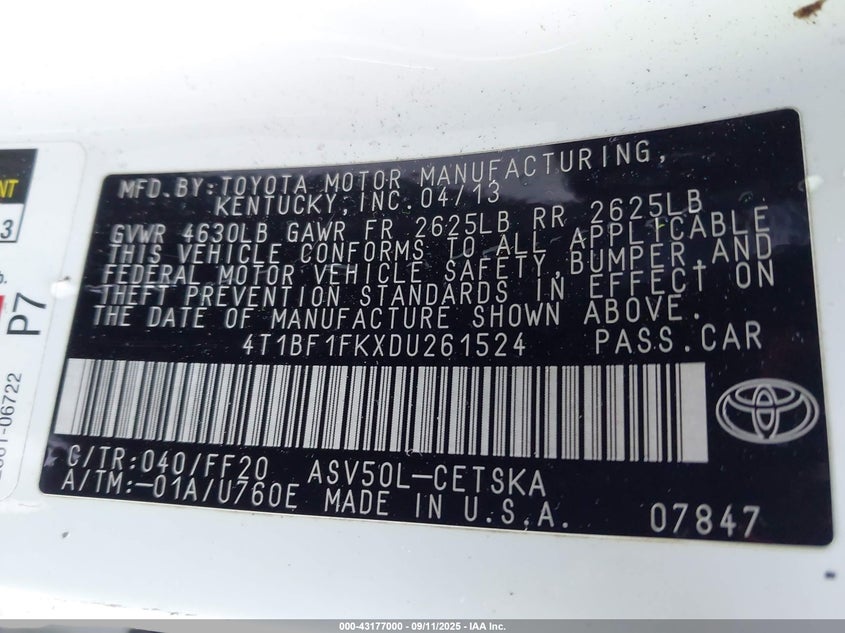 NT
3
P7
06722
MFD.BY:TOYOTA MOTOR MANUFACTURING,
KENTUCKY,INC.04/13
GVWR 4630LB GAWR FR 2625LB RR 2625LB
THIS VEHICLE CONFORMS TO ALL APPLICABLE
FEDERAL MOTOR VEHICLE SAFETY,BUMPER,AND
THEFT PREVENTION STANDARDS IN EFFECT ON
THE DATE OF MANUFACTURE SHOWN ABOVE.
4T1BF1FKXDU261524 PASS.CAR
C/TR:040/FF20 ASV50L-CETSKA
A/TM:-01A/U760E MADE IN U.S.A. 07847
000-43177000 - 09/11/2025 - IAA Inc.